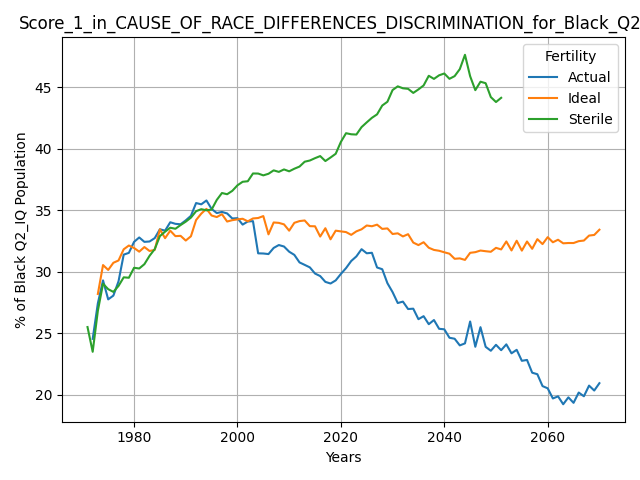 Score_1_in_CAUSE_OF_RACE_DIFFERENCES_DISCRIMINATION_for_Black_Q2
Fertility
Actual
Ideal
Sterile
% of Black Q2_IQ Population
45
40
35
30
25
20
1980 2000 2020 2040 2060
Years